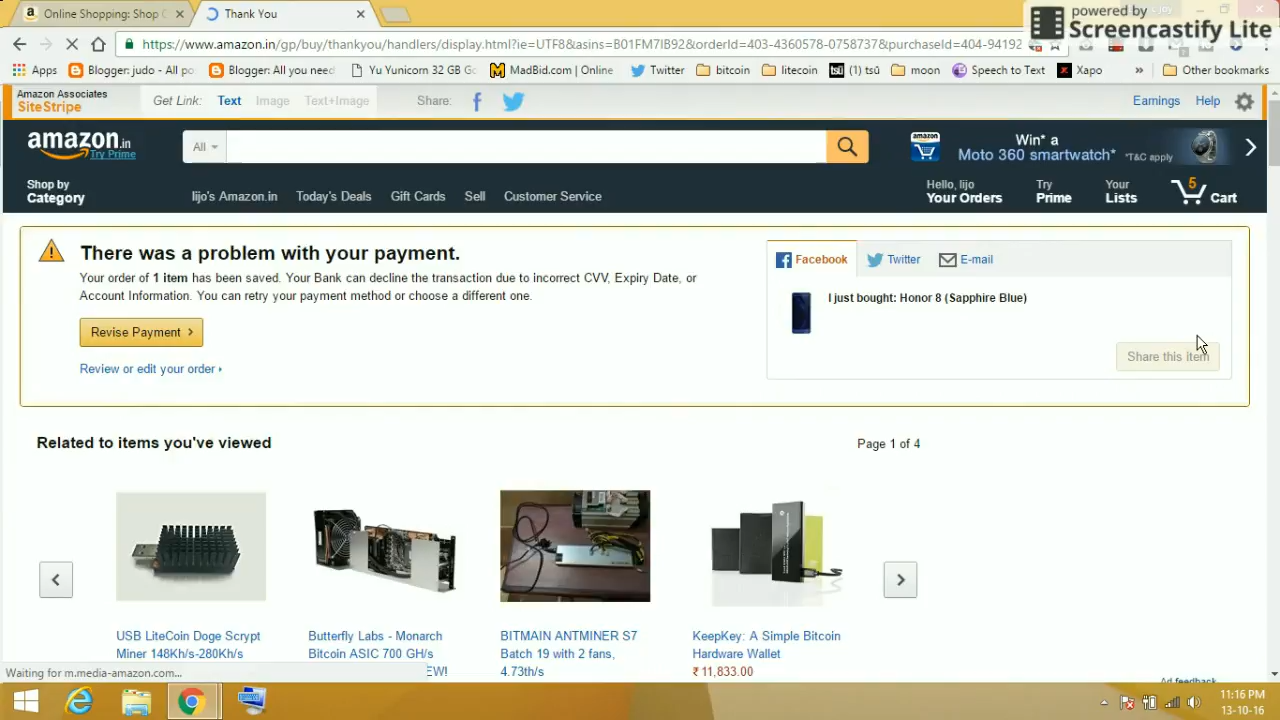 Online Shopping: Shop
Thank You
powered by
Screencastify Lite
https://www.amazon.in/gp/buy/thankyou/handlers/display.html?ie=UTF8&asins=B01FM7IB92&orderId=403-4360578-0758737&purchaseId=404-94192
Apps
Blogger: judo - All po
Blogger: All you need
Yu Yunicorn 32 GB G
MadBid.com | Online
Twitter
bitcoin
litecoin
(1) tsū
moon
Speech to Text
Xapo
»
Other bookmarks
Amazon Associates
SiteStripe
Get Link:
Text
Image
Text+Image
Share:
Earnings
Help
amazon.in
Try Prime
All
amazon
Win* a
Moto 360 smartwatch*
*T&C apply
Shop by
Category
lijo's Amazon.in
Today's Deals
Gift Cards
Sell
Customer Service
Hello, lijo
Your Orders
Try
Prime
Your
Lists
5
Cart
There was a problem with your payment.
Your order of 1 item has been saved. Your Bank can decline the transaction due to incorrect CVV, Expiry Date, or
Account Information. You can retry your payment method or choose a different one.
Revise Payment
Review or edit your order
Facebook
Twitter
E-mail
I just bought: Honor 8 (Sapphire Blue)
Share this item
Related to items you've viewed
Page 1 of 4
USB LiteCoin Doge Scrypt
Miner 148Kh/s-280Kh/s
Butterfly Labs - Monarch
Bitcoin ASIC 700 GH/s
EW!
BITMAIN ANTMINER S7
Batch 19 with 2 fans,
4.73th/s
KeepKey: A Simple Bitcoin
Hardware Wallet
₹ 11,833.00
Ad feedback
Waiting for m.media-amazon.com...
11:16 PM
13-10-16